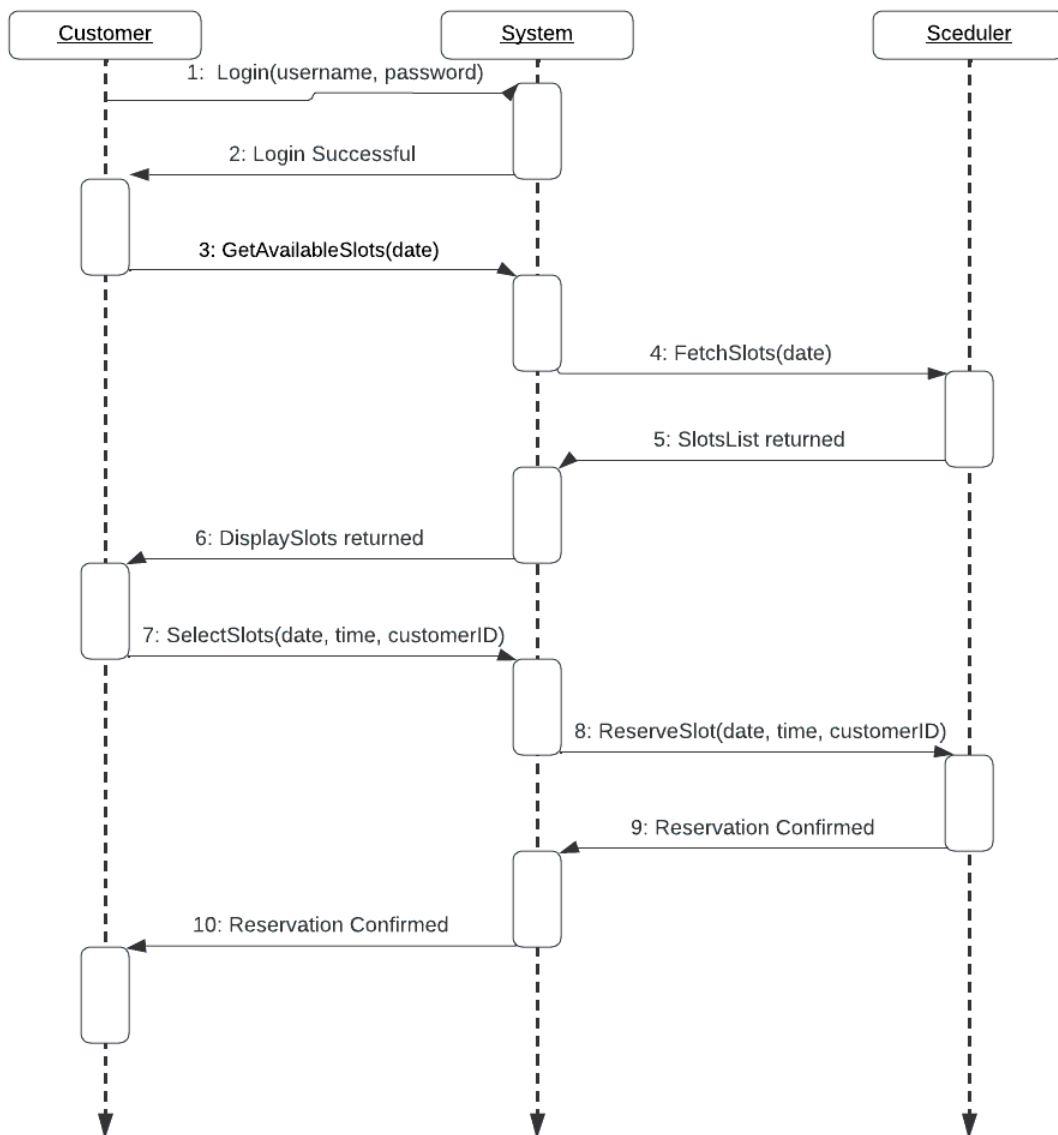 Customer
System
Sceduler
1: Login(username, password)
2: Login Successful
3: GetAvailableSlots(date)
4: FetchSlots(date)
5: SlotsList returned
6: DisplaySlots returned
7: SelectSlots(date, time, customerID)
8: ReserveSlot(date, time, customerID)
9: Reservation Confirmed
10: Reservation Confirmed